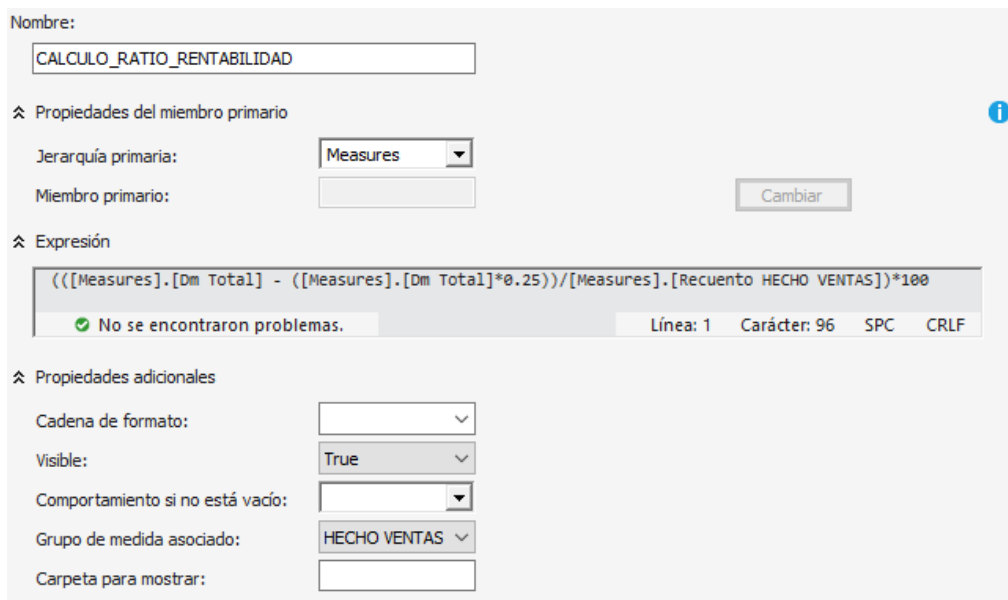 Nombre:
CALCULO_RATIO_RENTABILIDAD
Propiedades del miembro primario
Jerarquía primaria: Measures
Miembro primario: Cambiar
Expresión
(([Measures].[Dm Total] - ([Measures].[Dm Total]*0.25))/[Measures].[Recuento HECHO VENTAS])*100
No se encontraron problemas. Línea: 1 Carácter: 96 SPC CRLF
Propiedades adicionales
Cadena de formato:
Visible: True
Comportamiento si no está vacío:
Grupo de medida asociado: HECHO VENTAS
Carpeta para mostrar: